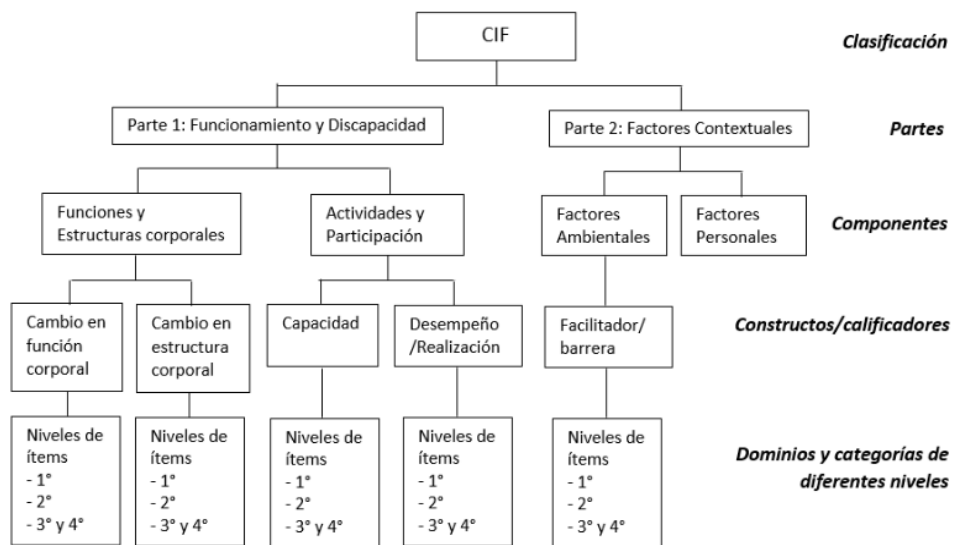 CIF
Clasificación
Parte 1: Funcionamiento y Discapacidad
Parte 2: Factores Contextuales
Partes
Funciones y
Estructuras corporales
Actividades y
Participación
Factores
Ambientales
Factores
Personales
Componentes
Cambio en
función
corporal
Cambio en
estructura
corporal
Capacidad
Desempeño
/Realización
Facilitador/
barrera
Constructos/calificadores
Niveles de
ítems
- 1°
- 2°
- 3° y 4°
Niveles de
ítems
- 1°
- 2°
- 3° y 4°
Niveles de
ítems
- 1°
- 2°
- 3° y 4°
Niveles de
ítems
- 1°
- 2°
- 3° y 4°
Niveles de
ítems
- 1°
- 2°
- 3° y 4°
Dominios y categorías de
diferentes niveles